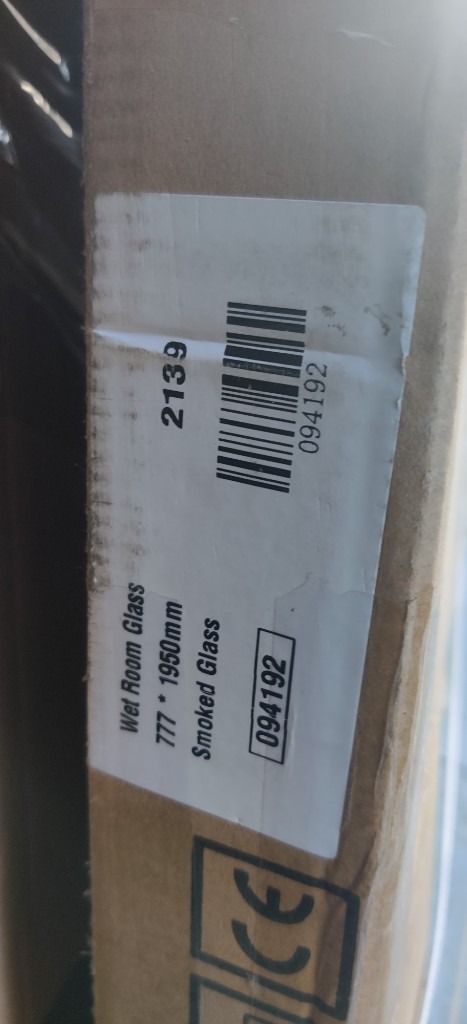 Wet Room Glass
777 * 1950mm
Smoked Glass
094192
2139
094192
CE